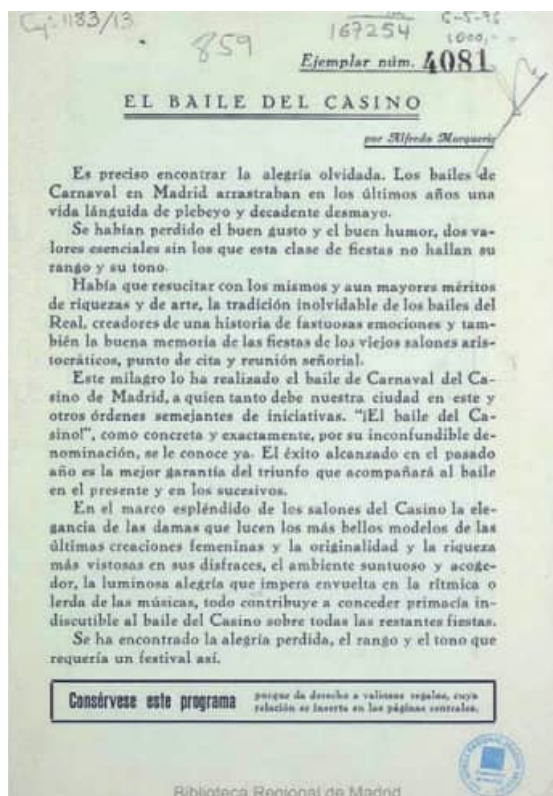 Cª 1183/13
859
167254
6-5-96
1000,-
Ejemplar núm. 4081
EL BAILE DEL CASINO
por Alfredo Marquerie
Es preciso encontrar la alegría olvidada. Los bailes de
Carnaval en Madrid arrastraban en los últimos años una
vida lánguida de plebeyo y decadente desmayo.
Se habían perdido el buen gusto y el buen humor, dos va-
lores esenciales sin los que esta clase de fiestas no hallan su
rango y su tono.
Había que resucitar con los mismos y aun mayores méritos
de riquezas y de arte, la tradición inolvidable de los bailes del
Real, creadores de una historia de fastuosas emociones y tam-
bién la buena memoria de las fiestas de los viejos salones aris-
tocráticos, punto de cita y reunión señorial.
Este milagro lo ha realizado el baile de Carnaval del Ca-
sino de Madrid, a quien tanto debe nuestra ciudad en este y
otros órdenes semejantes de iniciativas. "¡El baile del Ca-
sino!", como concreta y exactamente, por su inconfundible de-
nominación, se le conoce ya. El éxito alcanzado en el pasado
año es la mejor garantía del triunfo que acompañará al baile
en el presente y en los sucesivos.
En el marco espléndido de los salones del Casino la ele-
gancia de las damas que lucen los más bellos modelos de las
últimas creaciones femeninas y la originalidad y la riqueza
más vistosas en sus disfraces, el ambiente suntuoso y acoge-
dor, la luminosa alegría que impera envuelta en la rítmica o
lerda de las músicas, todo contribuye a conceder primacía in-
discutible al baile del Casino sobre todas las restantes fiestas.
Se ha encontrado la alegría perdida, el rango y el tono que
requería un festival así.
Consérvese este programa porque da derecho a valiosos regalos, cuya
relación se inserta en las páginas centrales.
Biblioteca Regional de Madrid